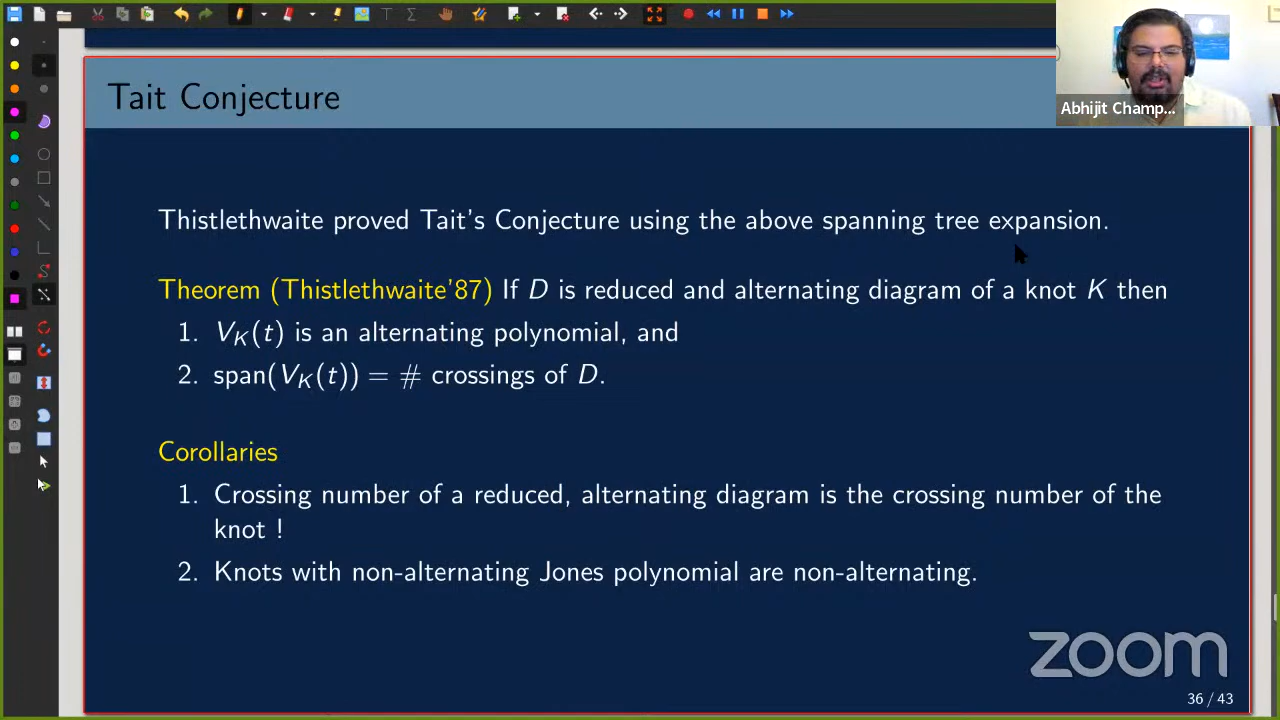 Tait Conjecture
Abhijit Champ...
Thistlethwaite proved Tait's Conjecture using the above spanning tree expansion.
Theorem (Thistlethwaite'87) If D is reduced and alternating diagram of a knot K then
1. V_K(t) is an alternating polynomial, and
2. span(V_K(t)) = # crossings of D.
Corollaries
1. Crossing number of a reduced, alternating diagram is the crossing number of the
knot !
2. Knots with non-alternating Jones polynomial are non-alternating.
zoom
36 / 43